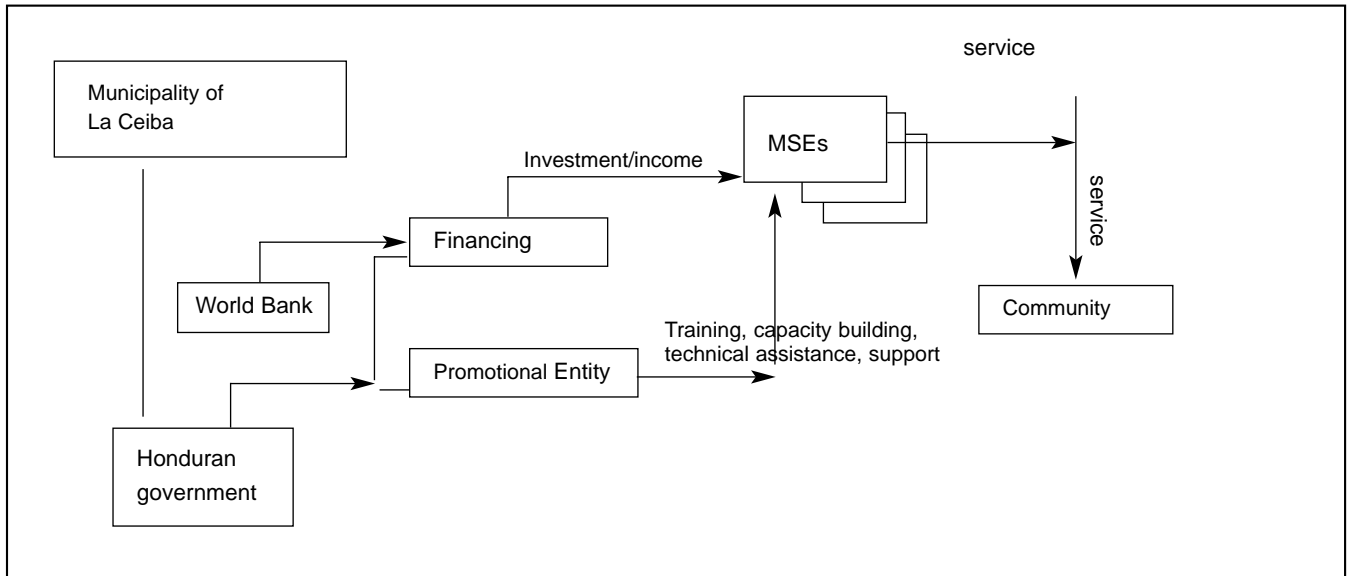 service
Municipality of
La Ceiba
MSEs
Investment/income
service
Financing
World Bank
Community
Training, capacity building,
technical assistance, support
Promotional Entity
Honduran
government